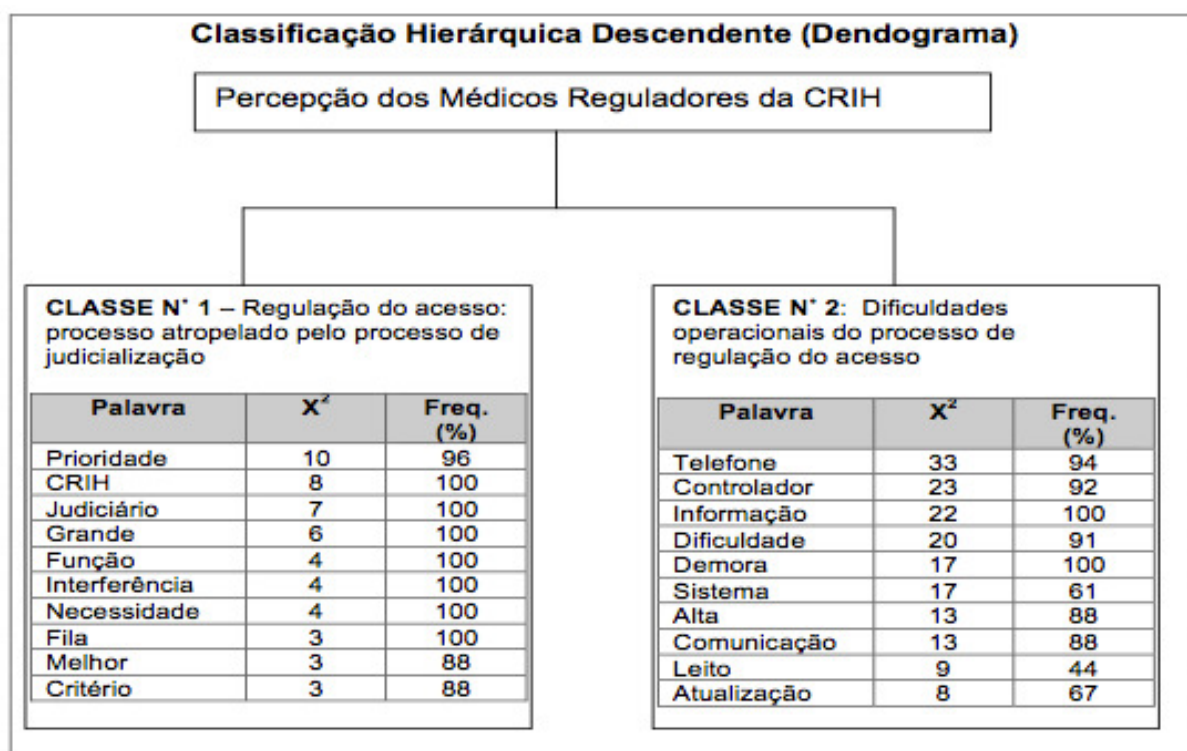 Classificação Hierárquica Descendente (Dendograma)
Percepção dos Médicos Reguladores da CRIH
CLASSE N° 1 – Regulação do acesso:
processo atropelado pelo processo de
judicialização
Palavra X² Freq.
(%)
Prioridade 10 96
CRIH 8 100
Judiciário 7 100
Grande 6 100
Função 4 100
Interferência 4 100
Necessidade 4 100
Fila 3 100
Melhor 3 88
Critério 3 88
CLASSE N° 2: Dificuldades
operacionais do processo de
regulação do acesso
Palavra X² Freq.
(%)
Telefone 33 94
Controlador 23 92
Informação 22 100
Dificuldade 20 91
Demora 17 100
Sistema 17 61
Alta 13 88
Comunicação 13 88
Leito 9 44
Atualização 8 67